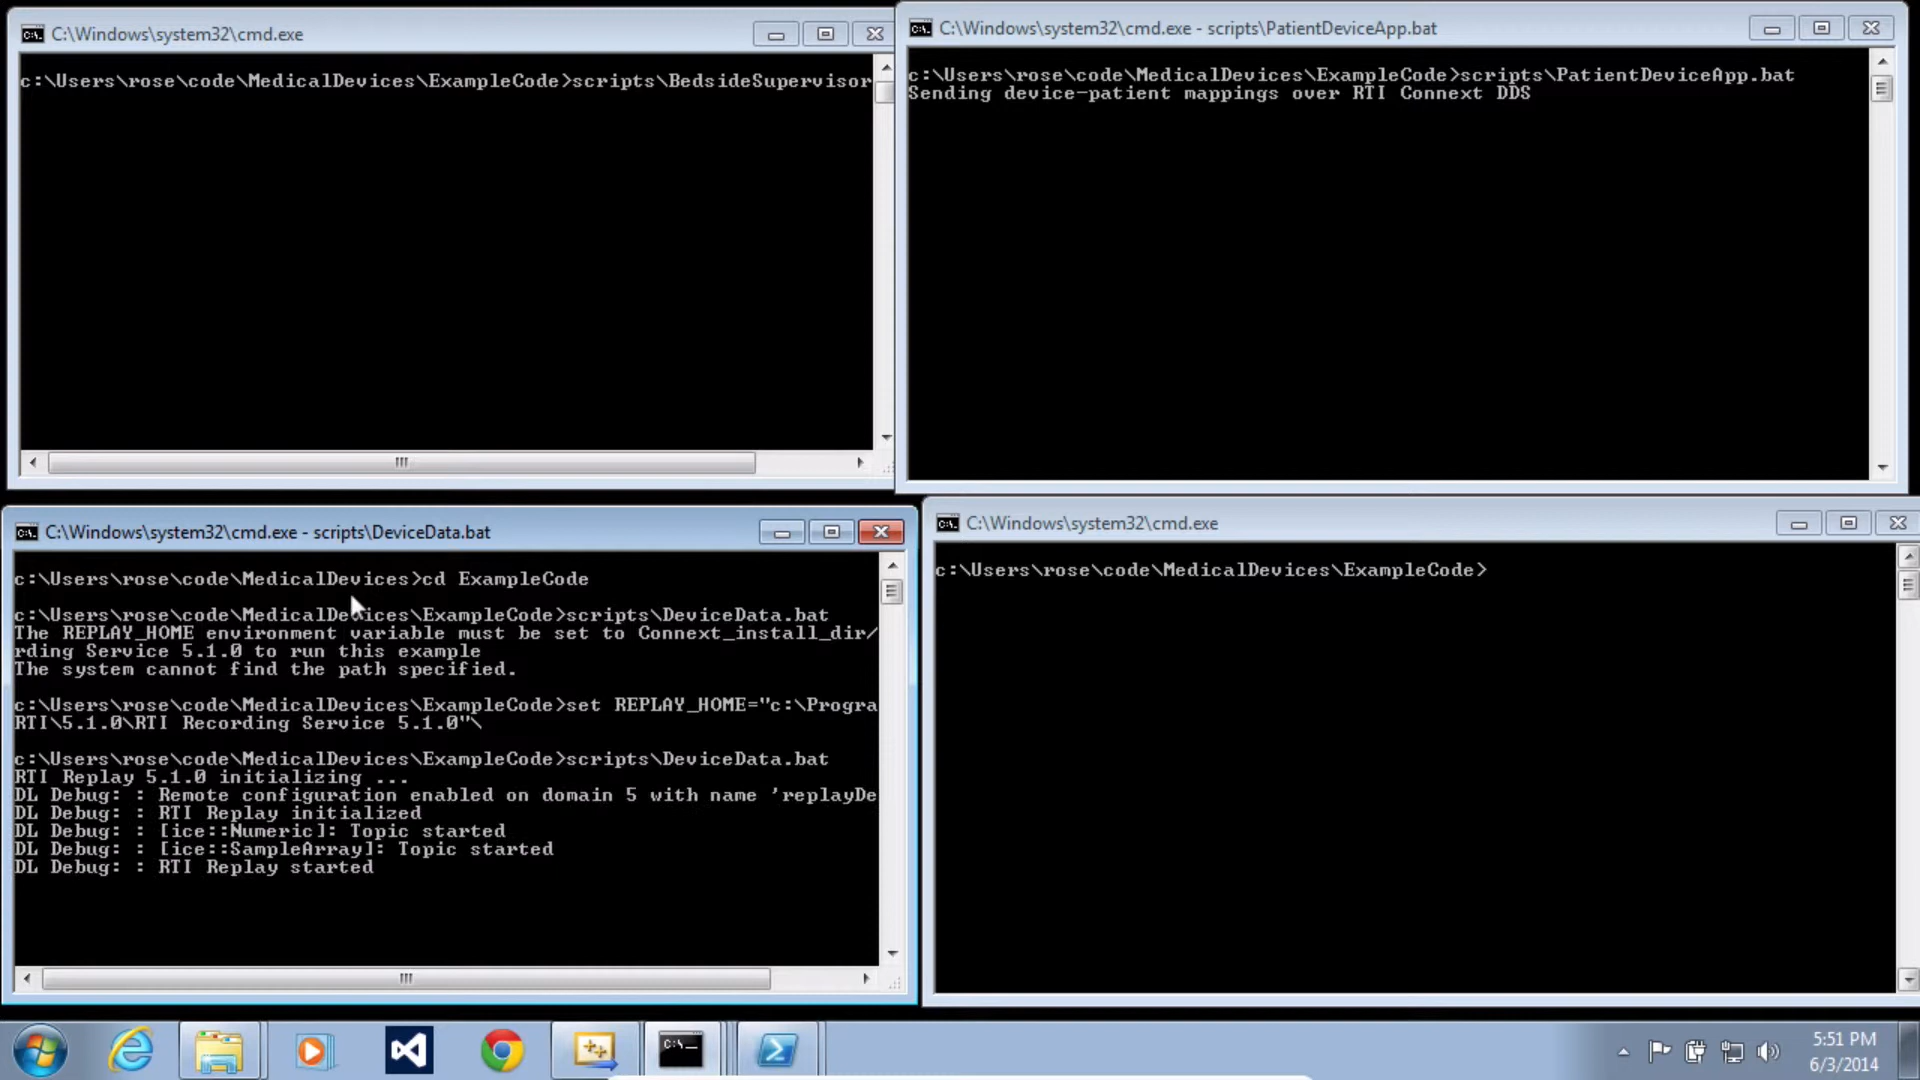 C:\Windows\system32\cmd.exe
c:\Users\rose\code\MedicalDevices\ExampleCode>scripts\BedsideSupervisor
C:\Windows\system32\cmd.exe - scripts\PatientDeviceApp.bat
c:\Users\rose\code\MedicalDevices\ExampleCode>scripts\PatientDeviceApp.bat
Sending device-patient mappings over RTI Connext DDS
C:\Windows\system32\cmd.exe - scripts\DeviceData.bat
c:\Users\rose\code\MedicalDevices>cd ExampleCode
c:\Users\rose\code\MedicalDevices\ExampleCode>scripts\DeviceData.bat
The REPLAY_HOME environment variable must be set to Connext_install_dir/
rding Service 5.1.0 to run this example
The system cannot find the path specified.
c:\Users\rose\code\MedicalDevices\ExampleCode>set REPLAY_HOME="c:\Progra
RTI\5.1.0\RTI Recording Service 5.1.0"\
c:\Users\rose\code\MedicalDevices\ExampleCode>scripts\DeviceData.bat
RTI Replay 5.1.0 initializing ...
DL Debug: : Remote configuration enabled on domain 5 with name 'replayDe
DL Debug: : RTI Replay initialized
DL Debug: : [ice::Numeric]: Topic started
DL Debug: : [ice::SampleArray]: Topic started
DL Debug: : RTI Replay started
C:\Windows\system32\cmd.exe
c:\Users\rose\code\MedicalDevices\ExampleCode>
5:51 PM
6/3/2014